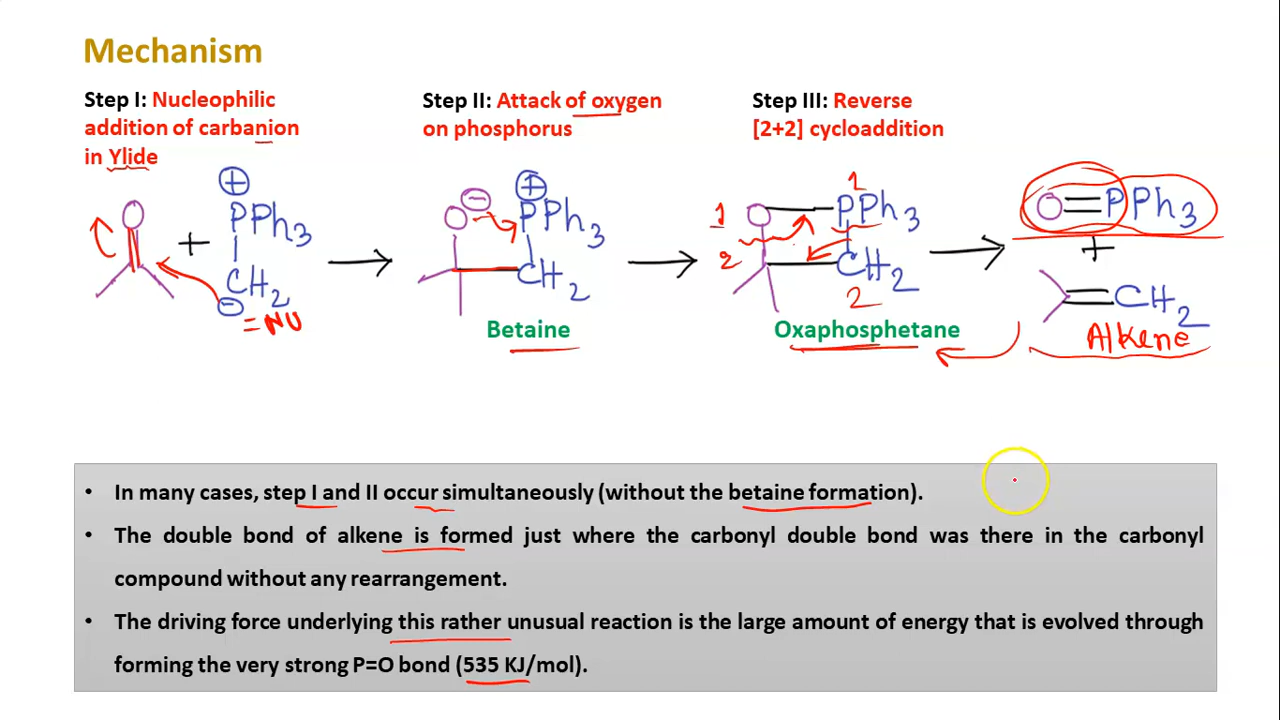 Mechanism
Step I: Nucleophilic
addition of carbanion
in Ylide
Step II: Attack of oxygen
on phosphorus
Step III: Reverse
[2+2] cycloaddition
O + ⊕ PPh3 CH2 ⊖
= NU
O ⊖ ⊕ PPh3 CH2
Betaine
1 O 1 PPh3
2 CH2 2
Oxaphosphetane
O=PPh3
+
=CH2
Alkene
• In many cases, step I and II occur simultaneously (without the betaine formation).
• The double bond of alkene is formed just where the carbonyl double bond was there in the carbonyl
compound without any rearrangement.
• The driving force underlying this rather unusual reaction is the large amount of energy that is evolved through
forming the very strong P=O bond (535 KJ/mol).